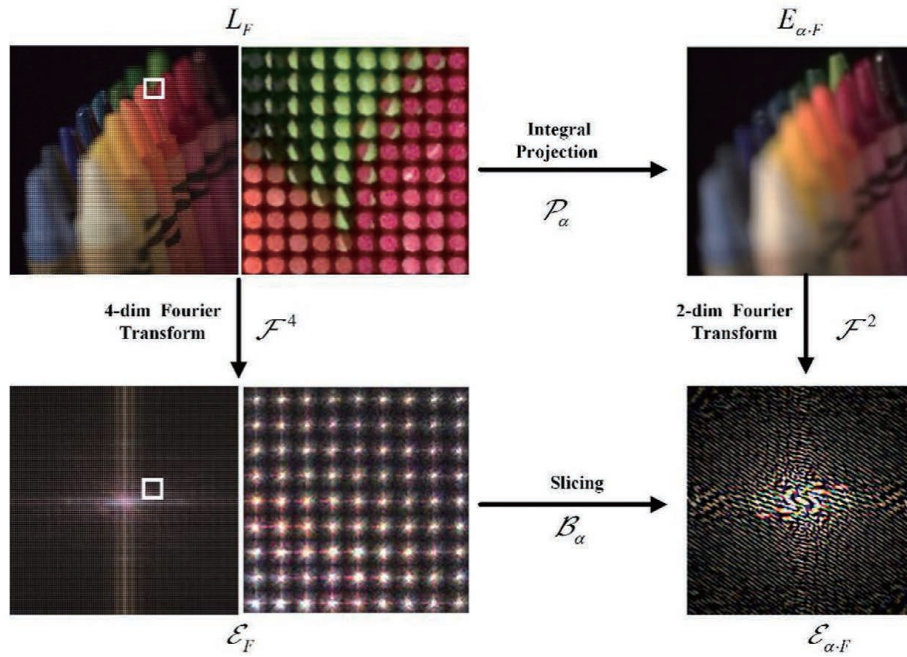 L_F
E_{α·F}
Integral
Projection
𝒫_α
4-dim Fourier
Transform
ℱ^4
2-dim Fourier
Transform
ℱ^2
Slicing
ℬ_α
ℰ_F
ℰ_{α·F}